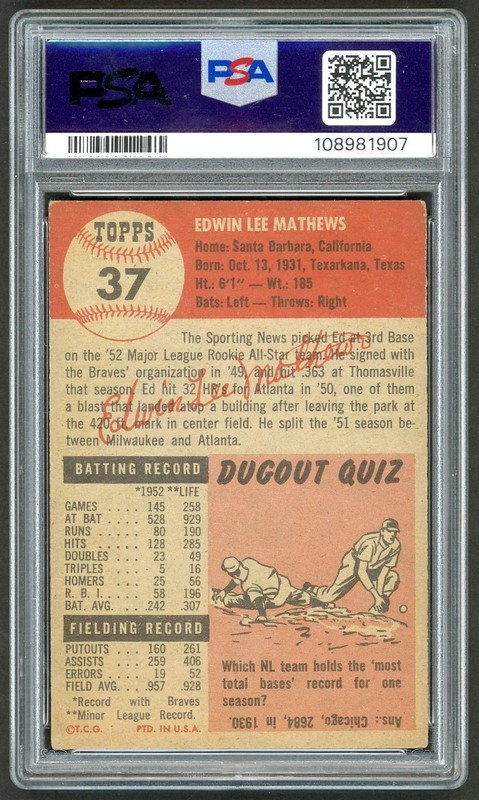 PSA
PSA
108981907
TOPPS
37
EDWIN LEE MATHEWS
Home: Santa Barbara, California
Born: Oct. 13, 1931, Texarkana, Texas
Ht.: 6'1" — Wt.: 185
Bats: Left — Throws: Right
The Sporting News picked Ed at 3rd Base
on the '52 Major League Rookie All-Star team. He signed with
the Braves' organization in '49 and hit .363 at Thomasville
that season. Ed hit 32 HR's for Atlanta in '50, one of them
a blast that landed atop a building after leaving the park at
the 420 ft. mark in center field. He split the '51 season be-
tween Milwaukee and Atlanta.
Edwin Lee Mathews
BATTING RECORD
*1952 **LIFE
GAMES .... 145 258
AT BAT .... 528 929
RUNS .... 80 190
HITS .... 128 285
DOUBLES ... 23 49
TRIPLES ... 5 16
HOMERS ... 25 56
R. B. I. .... 58 196
BAT. AVG. ... .242 .307
FIELDING RECORD
PUTOUTS ... 160 261
ASSISTS ... 259 406
ERRORS ... 19 52
FIELD AVG. .. .957 .928
*Record with Braves
**Minor League Record.
©T.C.G. PTD. IN U.S.A.
DUGOUT QUIZ
Which NL team holds the 'most
total bases' record for one
season?
Ans.: Chicago, 2684, in 1930.